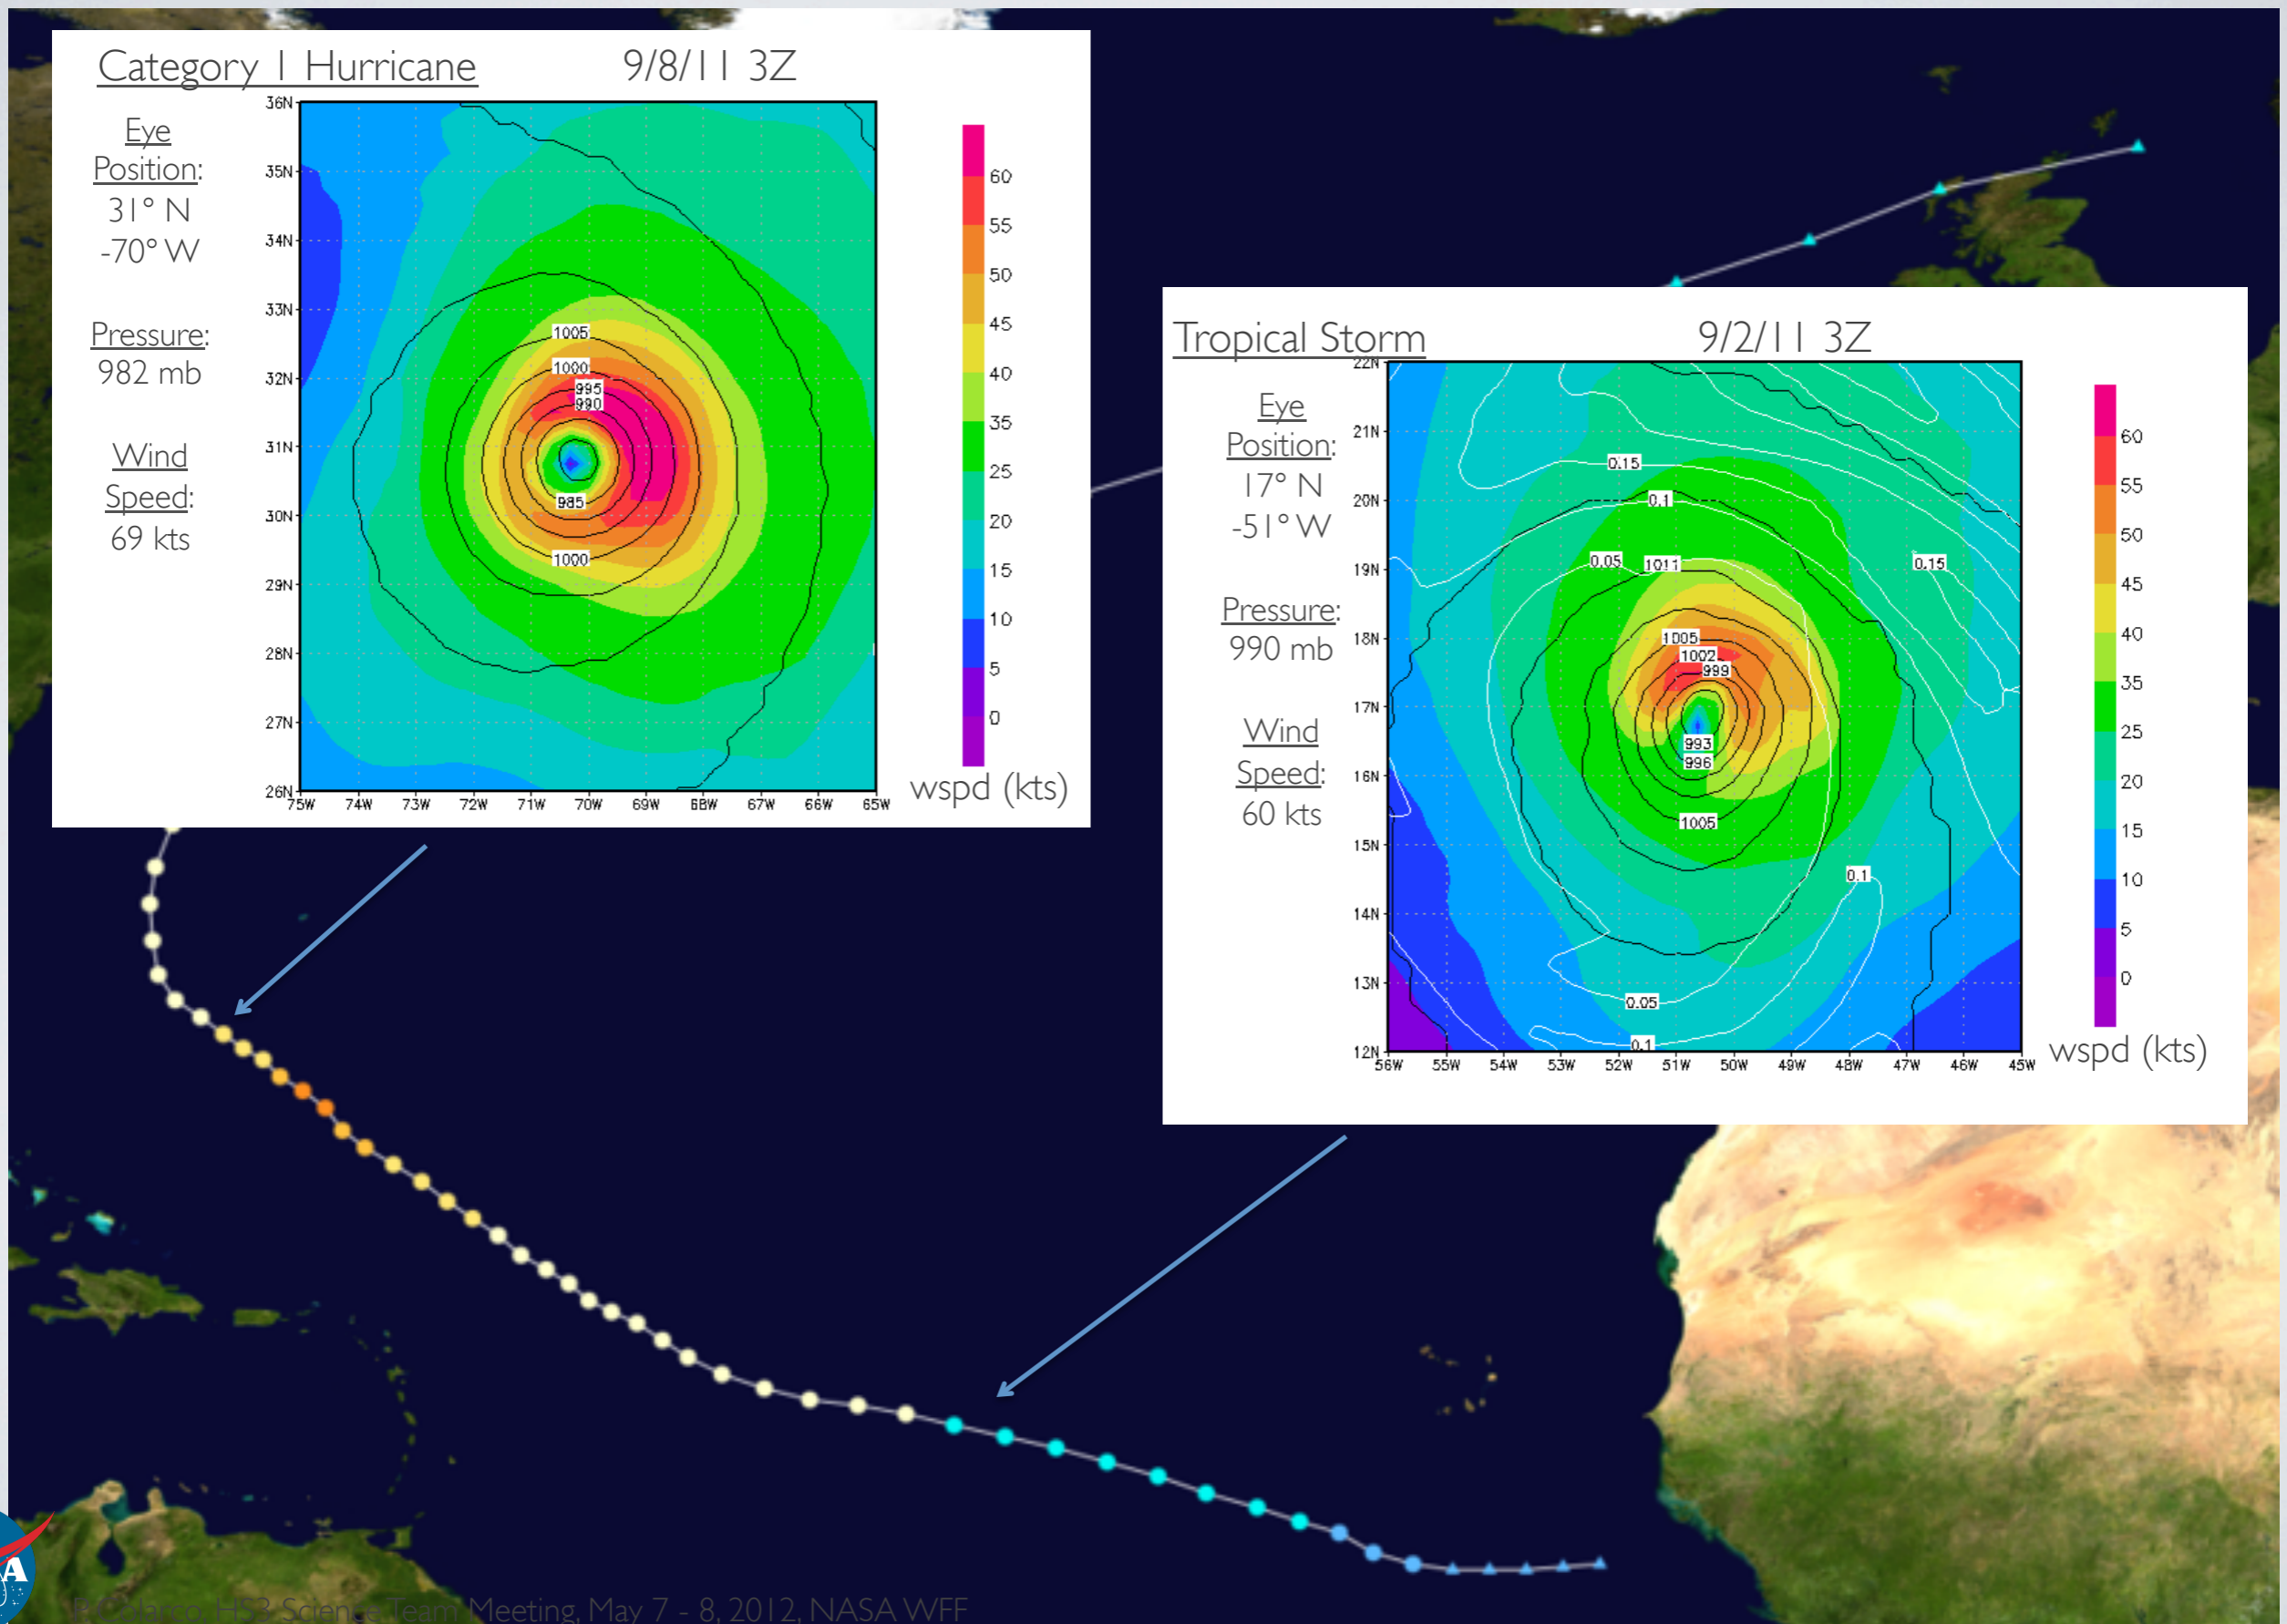 Category 1 Hurricane 9/8/11 3Z
Eye
Position:
31° N
-70° W
Pressure:
982 mb
Wind
Speed:
69 kts
36N
35N
34N
33N
32N
31N
30N
29N
28N
27N
26N
75W 74W 73W 72W 71W 70W 69W 68W 67W 66W 65W
1005
1000
995
990
985
1000
60
55
50
45
40
35
25
20
15
10
5
0
wspd (kts)
Tropical Storm 9/2/11 3Z
Eye
Position:
17° N
-51° W
Pressure:
990 mb
Wind
Speed:
60 kts
22N
21N
20N
19N
18N
17N
16N
15N
14N
13N
12N
56W 55W 54W 53W 52W 51W 50W 49W 48W 47W 46W 45W
0.15
0.1
0.05 1011 0.15
1005
1002
999
993
996
1005
0.1
0.05
0.1
60
55
50
45
40
35
25
20
15
10
5
0
wspd (kts)
A
P. Colarco, HS3 Science Team Meeting, May 7 - 8, 2012, NASA WFF